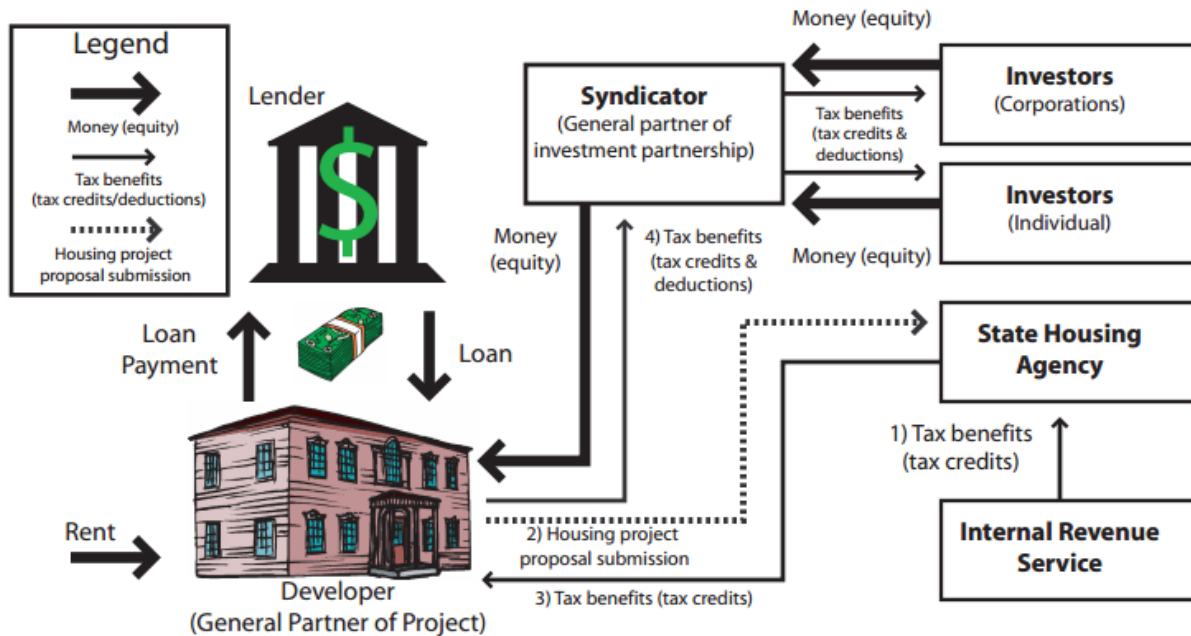 Legend
Money (equity)
Tax benefits
(tax credits/deductions)
Housing project
proposal submission
Lender
$
Loan
Payment
Loan
Rent
Developer
(General Partner of Project)
Syndicator
(General partner of
investment partnership)
Money (equity)
Tax benefits
(tax credits &
deductions)
Money (equity)
Investors
(Corporations)
Investors
(Individual)
Money
(equity)
4) Tax benefits
(tax credits &
deductions)
State Housing
Agency
1) Tax benefits
(tax credits)
Internal Revenue
Service
2) Housing project
proposal submission
3) Tax benefits (tax credits)